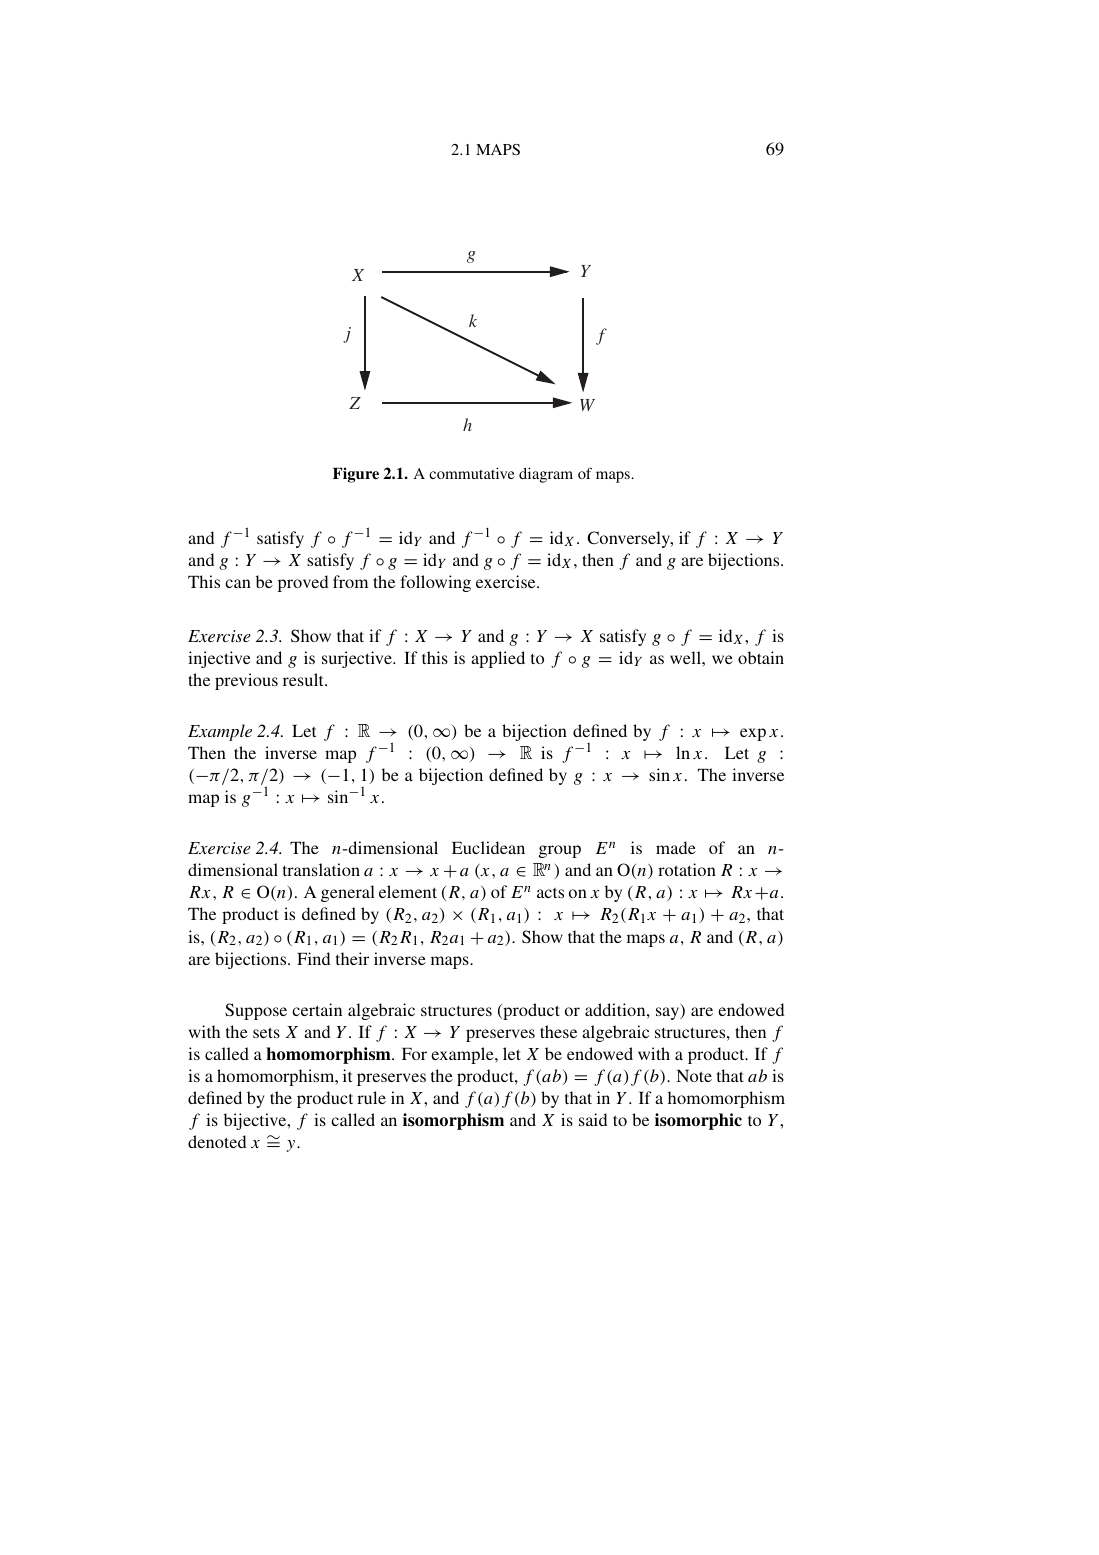 2.1 MAPS 69
g
X Y
k
j f
Z W
h
Figure 2.1. A commutative diagram of maps.
and f⁻¹ satisfy f ∘ f⁻¹ = id_Y and f⁻¹ ∘ f = id_X. Conversely, if f : X → Y
and g : Y → X satisfy f ∘ g = id_Y and g ∘ f = id_X, then f and g are bijections.
This can be proved from the following exercise.
Exercise 2.3. Show that if f : X → Y and g : Y → X satisfy g ∘ f = id_X, f is
injective and g is surjective. If this is applied to f ∘ g = id_Y as well, we obtain
the previous result.
Example 2.4. Let f : ℝ → (0, ∞) be a bijection defined by f : x ↦ exp x.
Then the inverse map f⁻¹ : (0, ∞) → ℝ is f⁻¹ : x ↦ ln x. Let g :
(−π/2, π/2) → (−1, 1) be a bijection defined by g : x → sin x. The inverse
map is g⁻¹ : x ↦ sin⁻¹ x.
Exercise 2.4. The n-dimensional Euclidean group Eⁿ is made of an n-
dimensional translation a : x → x + a (x, a ∈ ℝⁿ) and an O(n) rotation R : x →
Rx, R ∈ O(n). A general element (R, a) of Eⁿ acts on x by (R, a) : x ↦ Rx + a.
The product is defined by (R₂, a₂) × (R₁, a₁) : x ↦ R₂(R₁x + a₁) + a₂, that
is, (R₂, a₂) ∘ (R₁, a₁) = (R₂R₁, R₂a₁ + a₂). Show that the maps a, R and (R, a)
are bijections. Find their inverse maps.
Suppose certain algebraic structures (product or addition, say) are endowed
with the sets X and Y. If f : X → Y preserves these algebraic structures, then f
is called a homomorphism. For example, let X be endowed with a product. If f
is a homomorphism, it preserves the product, f(ab) = f(a)f(b). Note that ab is
defined by the product rule in X, and f(a)f(b) by that in Y. If a homomorphism
f is bijective, f is called an isomorphism and X is said to be isomorphic to Y,
denoted x ≅ y.